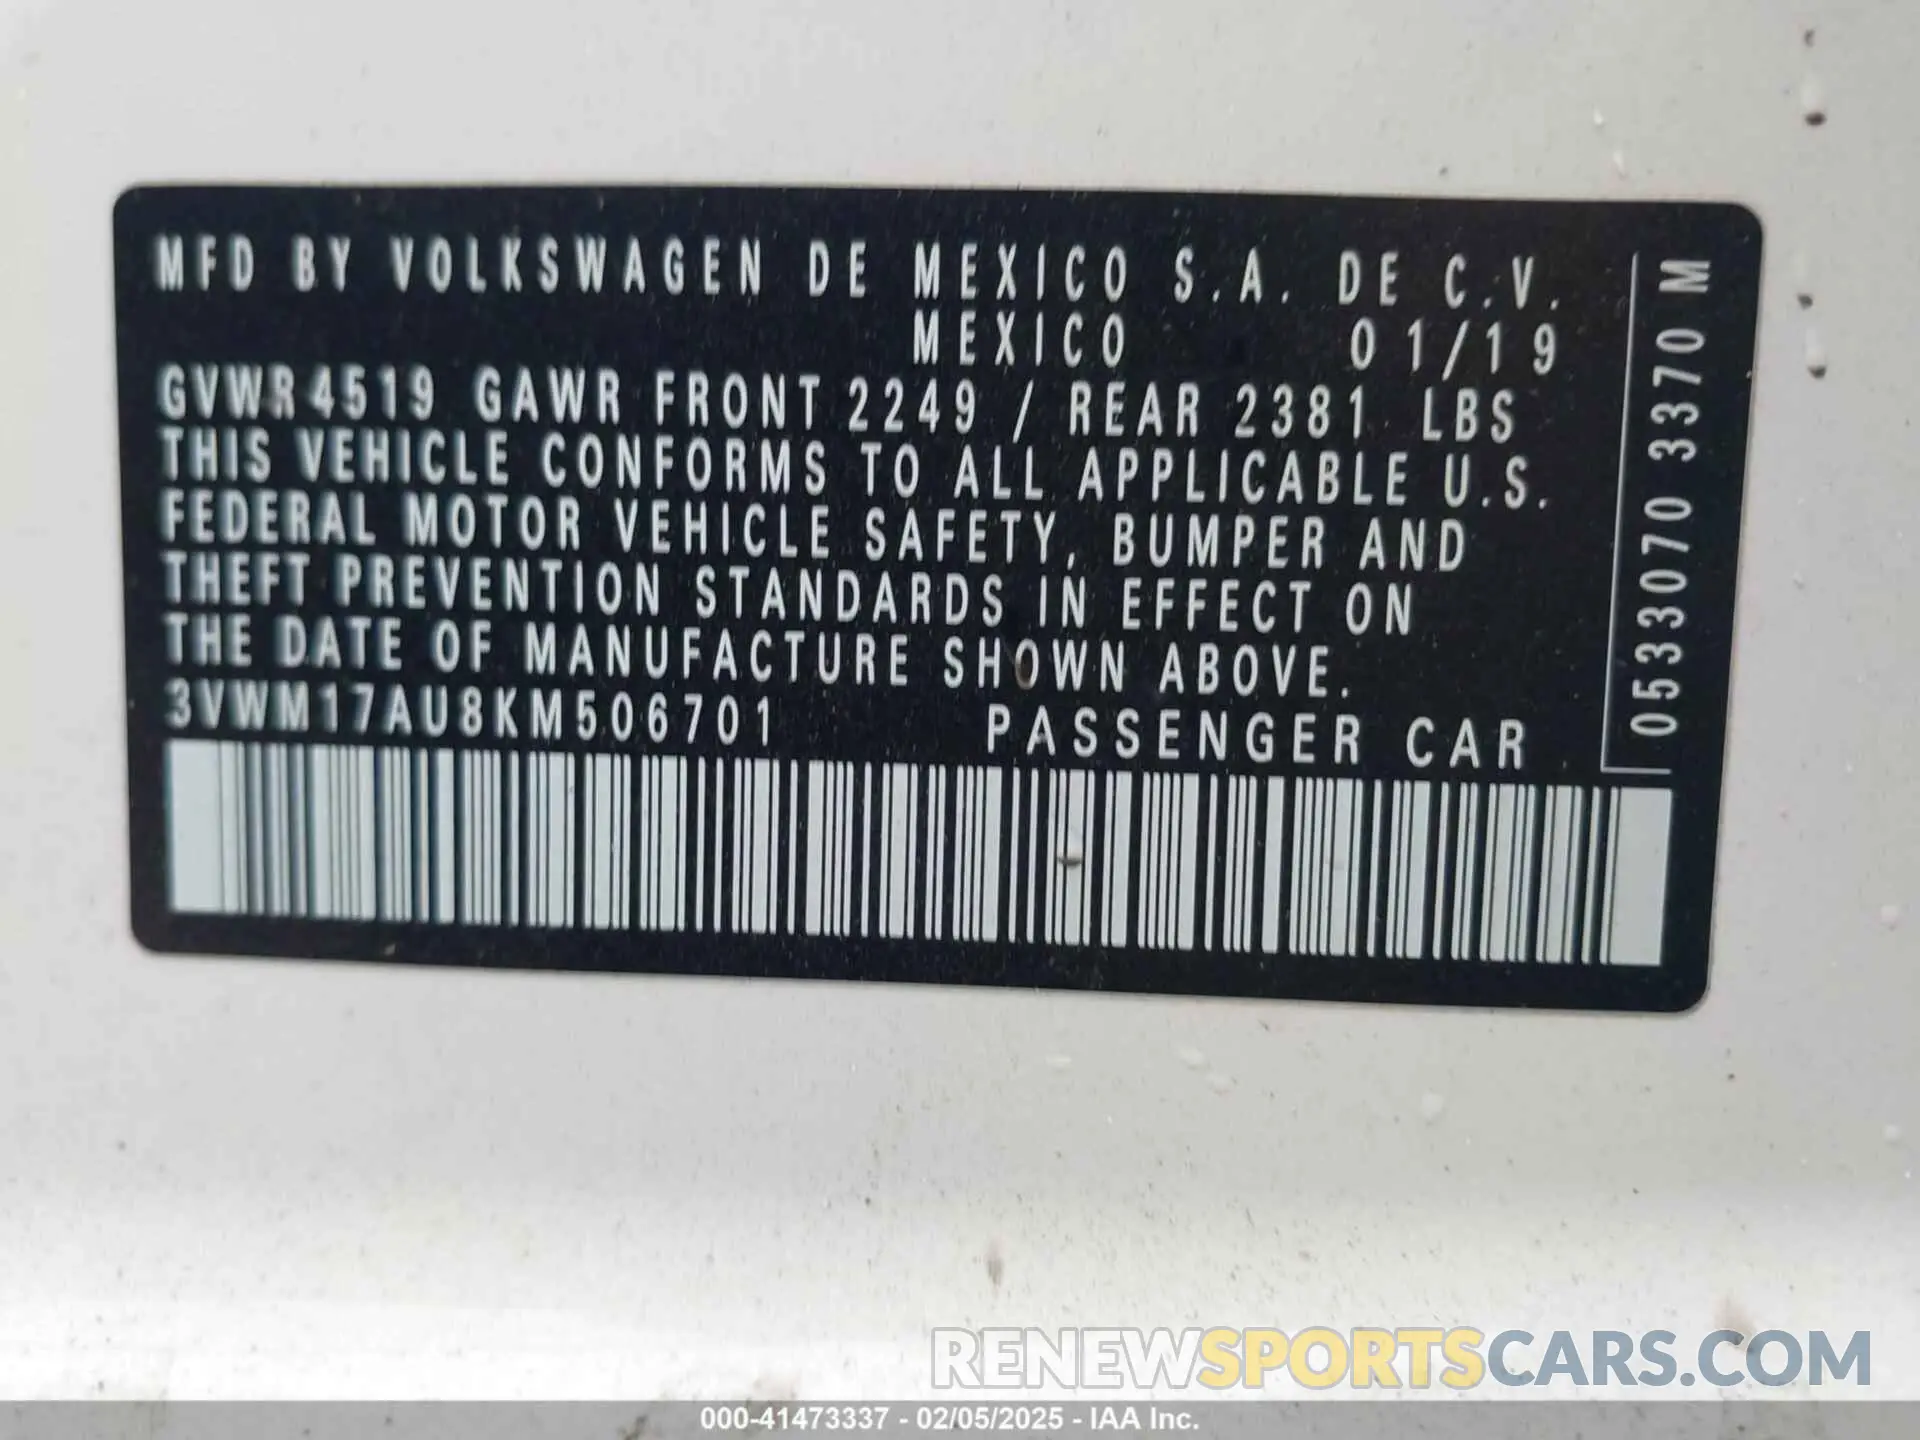 MFD BY VOLKSWAGEN DE MEXICO S.A. DE C.V.
MEXICO 01/19
GVWR 4519 GAWR FRONT 2249 / REAR 2381 LBS
THIS VEHICLE CONFORMS TO ALL APPLICABLE U.S.
FEDERAL MOTOR VEHICLE SAFETY, BUMPER AND
THEFT PREVENTION STANDARDS IN EFFECT ON
THE DATE OF MANUFACTURE SHOWN ABOVE.
3VWM17AU8KM506701 PASSENGER CAR
0533070 3370 M
RENEWSPORTSCARS.COM
000-41473337 - 02/05/2025 - IAA Inc.